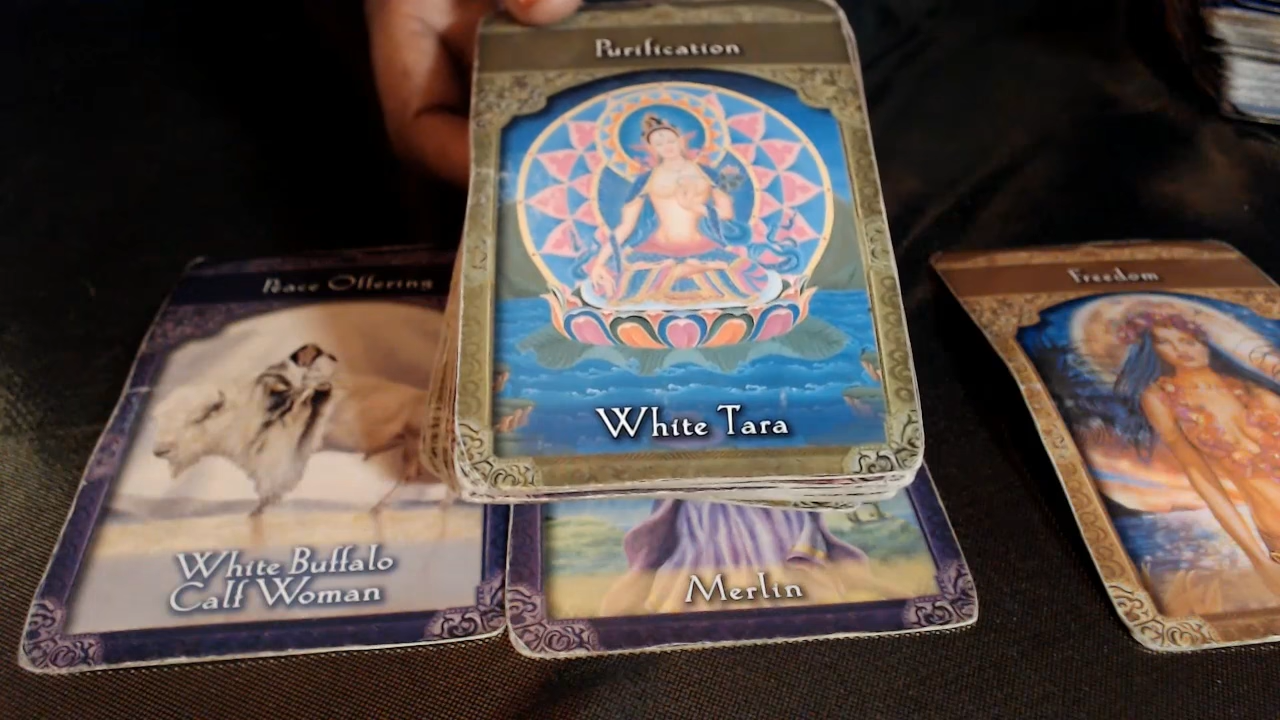 Purification
White Tara
Peace Offering
White Buffalo
Calf Woman
Merlin
Freedom